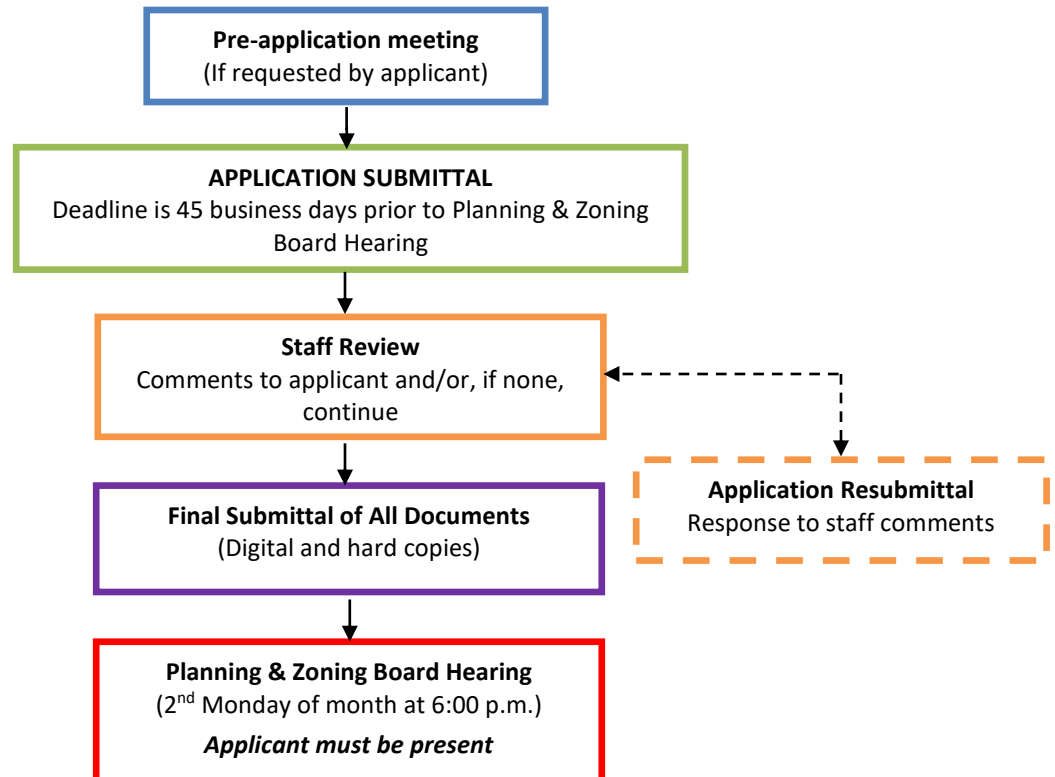 Pre-application meeting
(If requested by applicant)
APPLICATION SUBMITTAL
Deadline is 45 business days prior to Planning & Zoning
Board Hearing
Staff Review
Comments to applicant and/or, if none,
continue
Application Resubmittal
Response to staff comments
Final Submittal of All Documents
(Digital and hard copies)
Planning & Zoning Board Hearing
(2nd Monday of month at 6:00 p.m.)
Applicant must be present